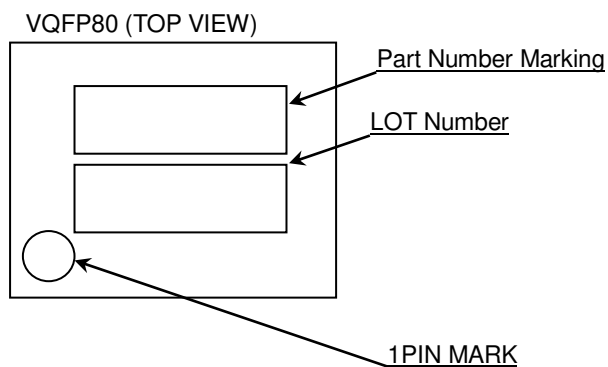 VQFP80 (TOP VIEW)
Part Number Marking
LOT Number
1PIN MARK